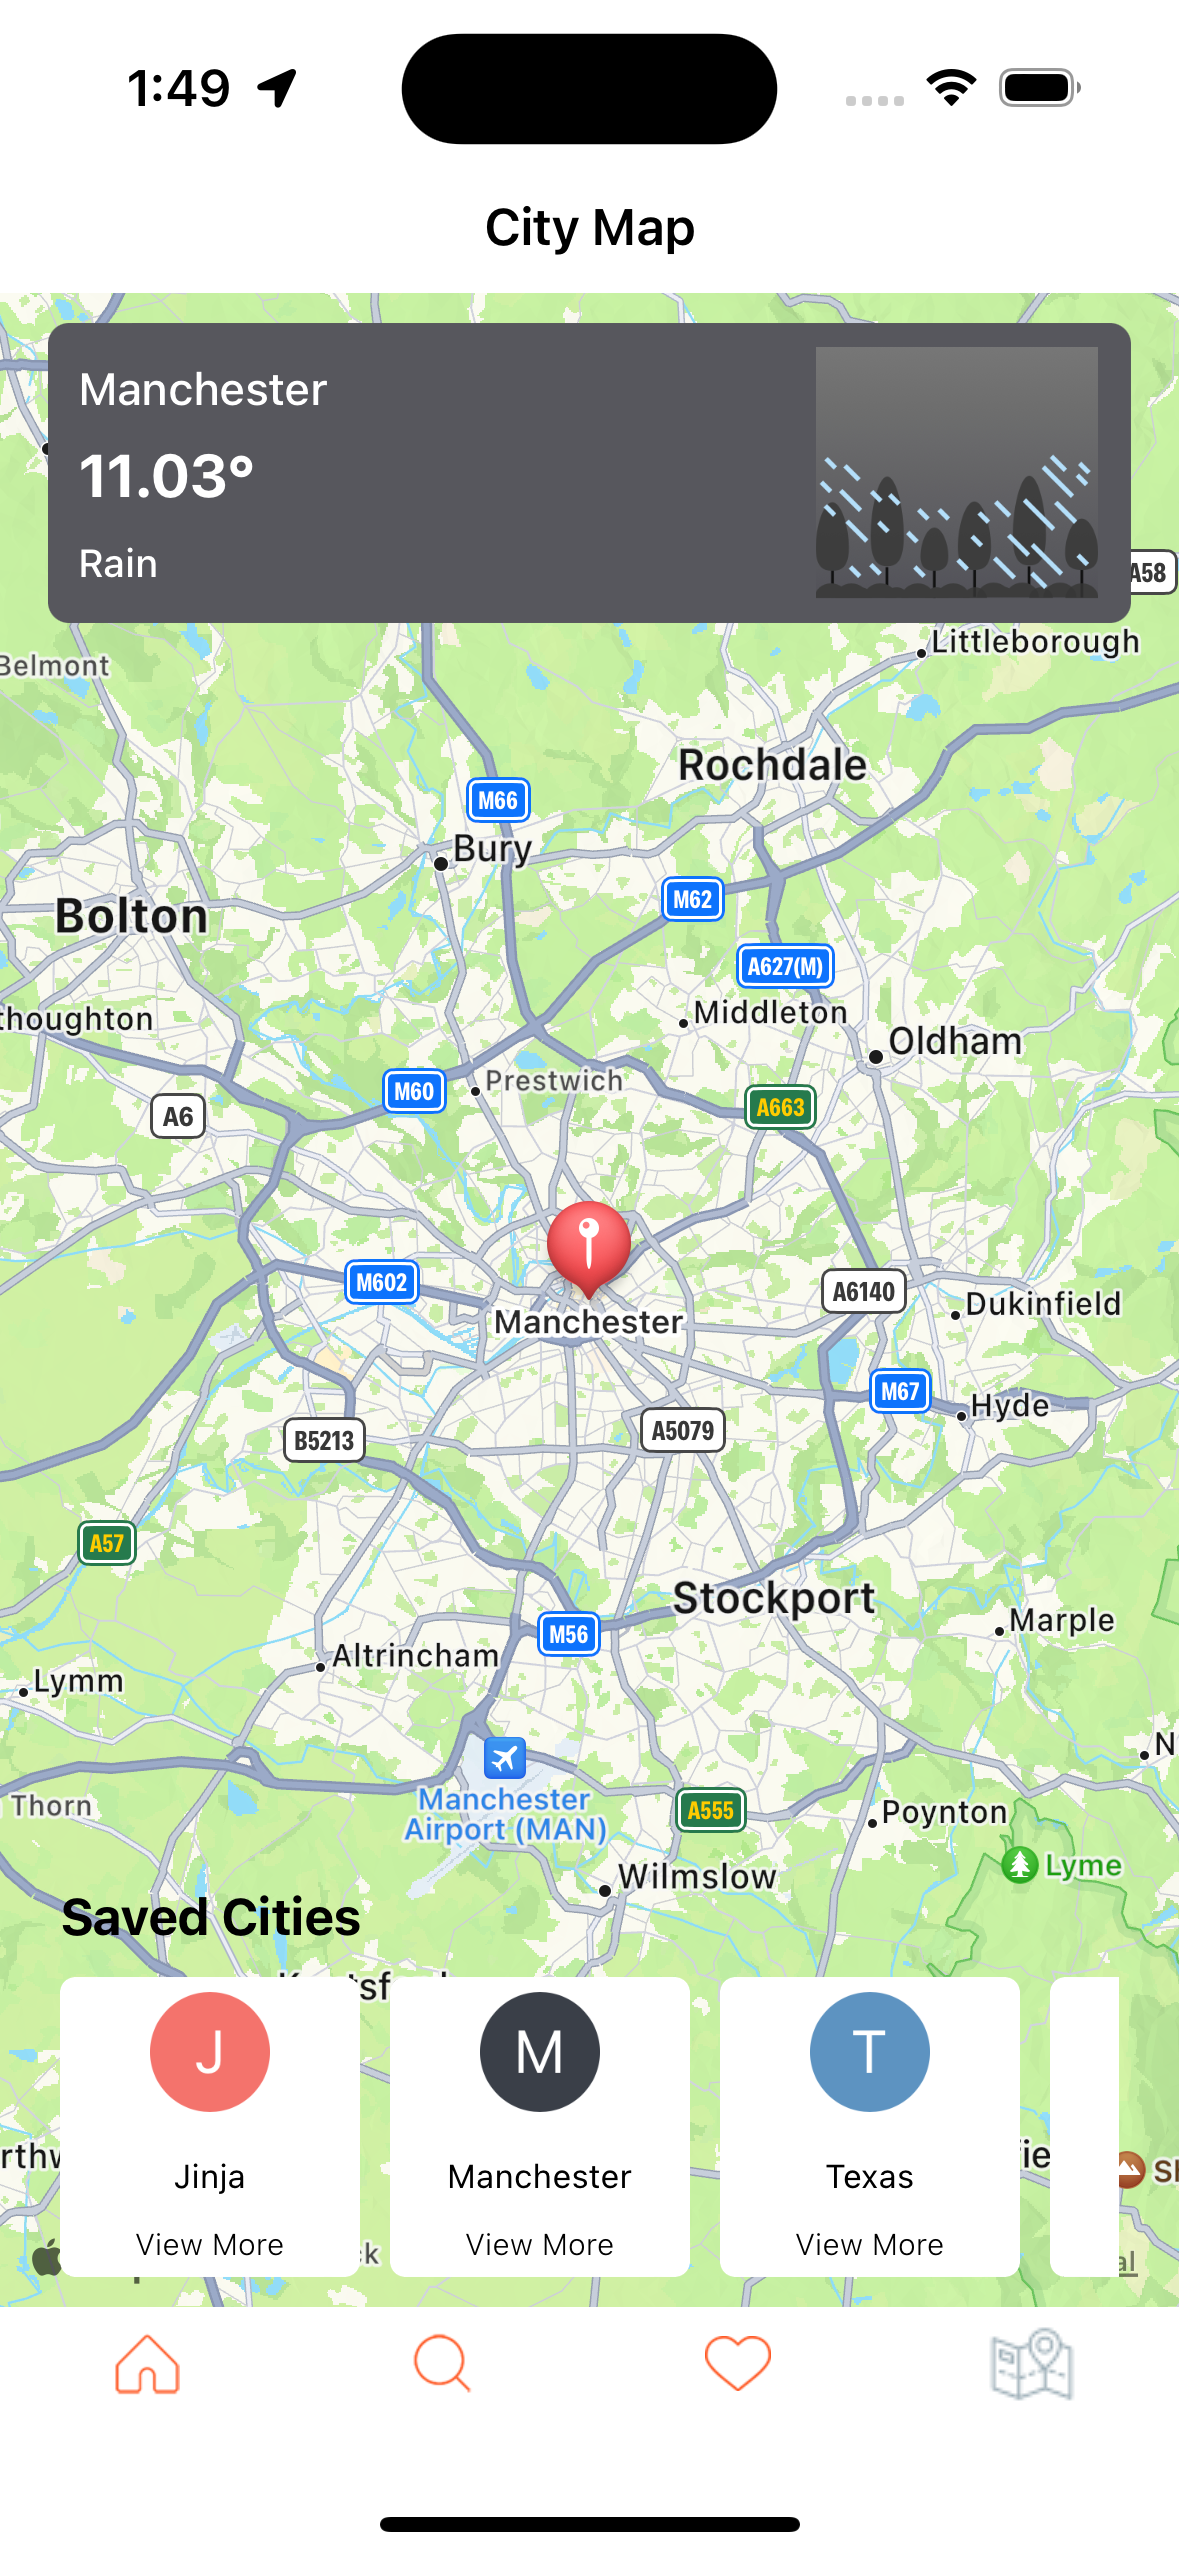 1:49
City Map
Manchester
11.03°
Rain
A58
Littleborough
Belmont
Rochdale
M66
Bury
M62
Bolton
A627(M)
thoughton
Middleton
Oldham
Prestwich
M60
A663
A6
M602
A6140
Dukinfield
Manchester
M67
Hyde
B5213
A5079
A57
Stockport
Marple
M56
Altrincham
Lymm
N
Thorn
Manchester
Airport (MAN)
A555
Poynton
Lyme
Wilmslow
Saved Cities
J
M
T
Jinja
Manchester
Texas
View More
View More
View More